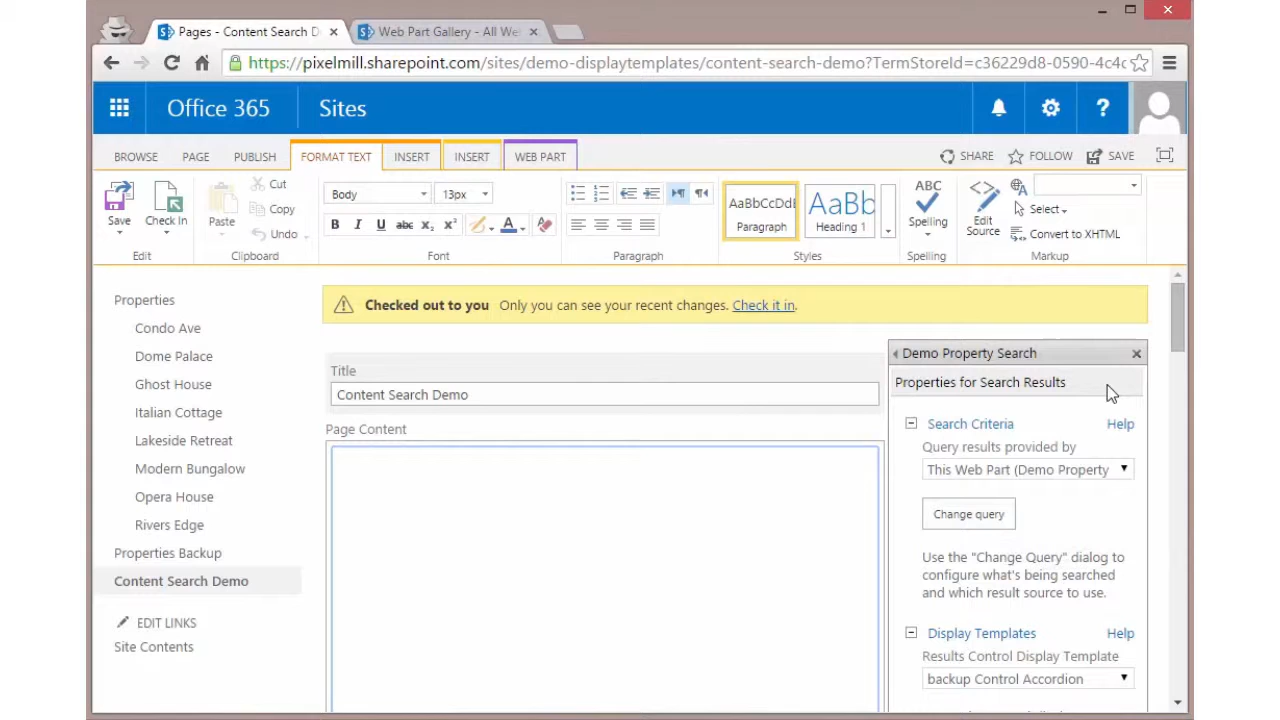 Pages - Content Search D
Web Part Gallery - All We
https://pixelmill.sharepoint.com/sites/demo-displaytemplates/content-search-demo?TermStoreId=c36229d8-0590-4c4c
Office 365
Sites
?
BROWSE
PAGE
PUBLISH
FORMAT TEXT
INSERT
INSERT
WEB PART
SHARE
FOLLOW
SAVE
Save
Check In
Edit
Paste
Cut
Copy
Undo
Clipboard
Body
13px
B I U abc x₂ x²
A
Font
Paragraph
AaBbCcDdI
Paragraph
AaBb
Heading 1
Styles
ABC
Spelling
Spelling
Edit
Source
Select
Convert to XHTML
Markup
Properties
Condo Ave
Dome Palace
Ghost House
Italian Cottage
Lakeside Retreat
Modern Bungalow
Opera House
Rivers Edge
Properties Backup
Content Search Demo
EDIT LINKS
Site Contents
Checked out to you Only you can see your recent changes. Check it in.
Title
Content Search Demo
Page Content
Demo Property Search
Properties for Search Results
Search Criteria
Help
Query results provided by
This Web Part (Demo Property
Change query
Use the "Change Query" dialog to
configure what's being searched
and which result source to use.
Display Templates
Help
Results Control Display Template
backup Control Accordion